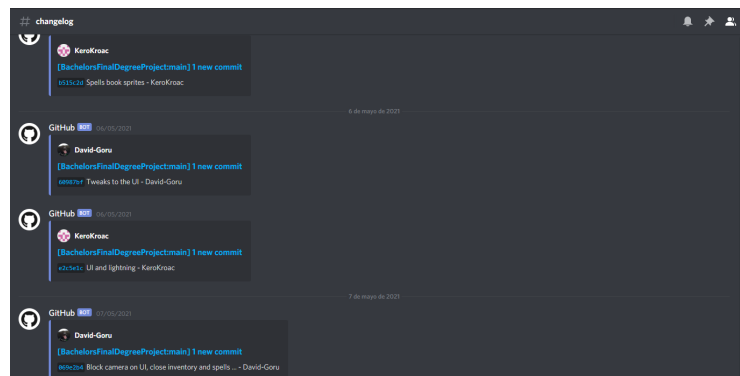 # changelog
KeroKroac
[BachelorsFinalDegreeProject:main] 1 new commit
b515c2d Spells book sprites - KeroKroac
6 de mayo de 2021
GitHub BOT 06/05/2021
David-Goru
[BachelorsFinalDegreeProject:main] 1 new commit
60987bf Tweaks to the UI - David-Goru
GitHub BOT 06/05/2021
KeroKroac
[BachelorsFinalDegreeProject:main] 1 new commit
e2c5e1c UI and lightning - KeroKroac
7 de mayo de 2021
GitHub BOT 07/05/2021
David-Goru
[BachelorsFinalDegreeProject:main] 1 new commit
069e2b4 Block camera on UI, close inventory and spells ... - David-Goru